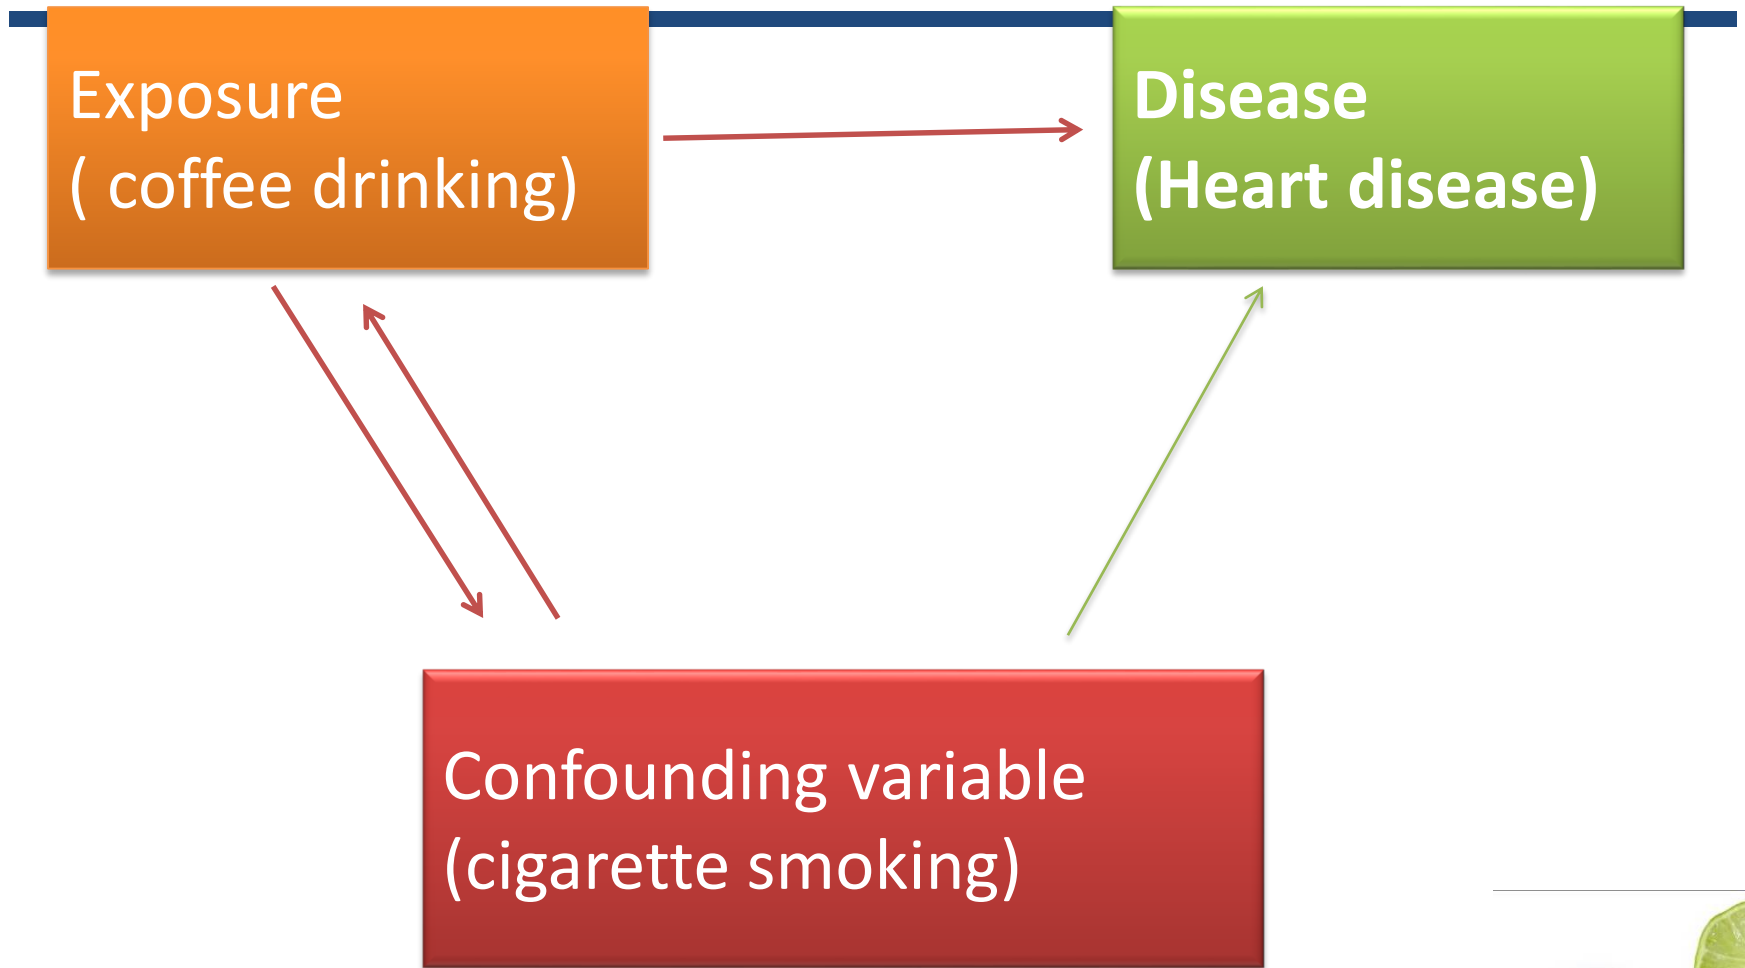 Exposure
( coffee drinking)
Disease
(Heart disease)
Confounding variable
(cigarette smoking)